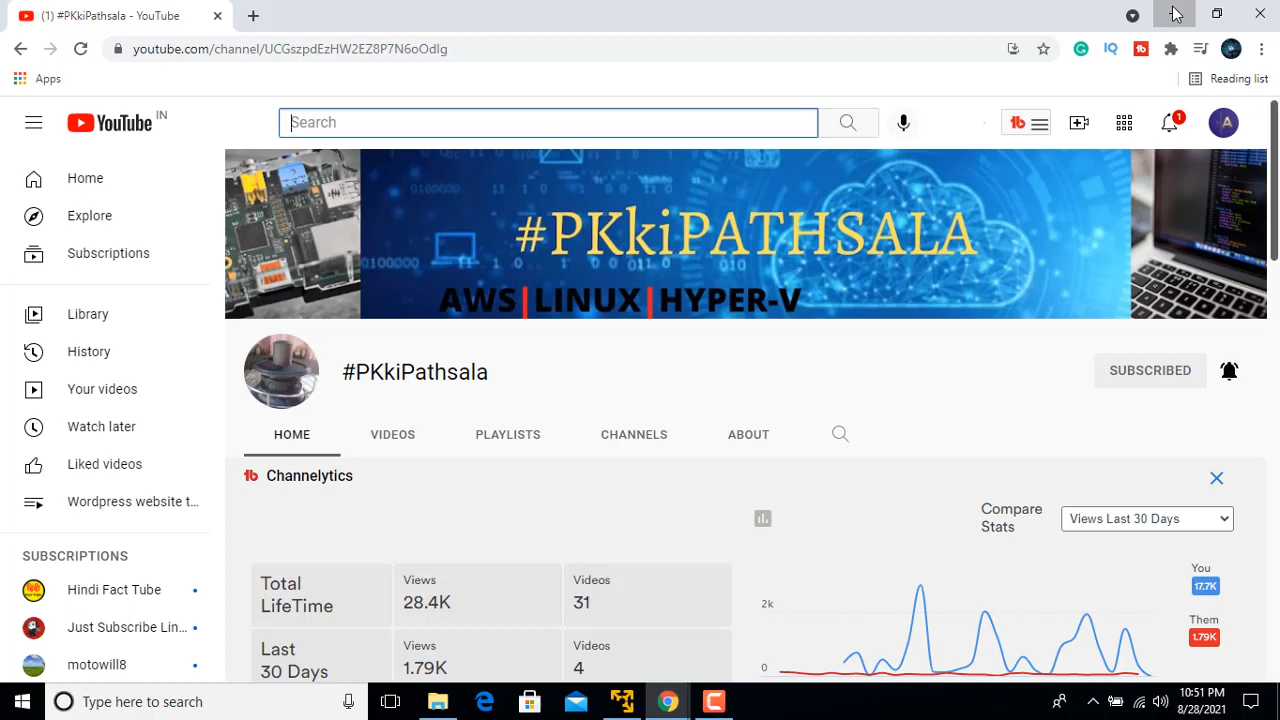 (1) #PKkiPathsala - YouTube
youtube.com/channel/UCGszpdEzHW2EZ8P7N6oOdIg
Apps
Reading list
YouTube IN
Search
1
A
Home
Explore
Subscriptions
Library
History
Your videos
Watch later
Liked videos
Wordpress website t...
SUBSCRIPTIONS
Hindi Fact Tube
Just Subscribe Lin...
motowill8
#PKkiPATHSALA
AWS|LINUX|HYPER-V
#PKkiPathsala
SUBSCRIBED
HOME
VIDEOS
PLAYLISTS
CHANNELS
ABOUT
Channelytics
Compare
Stats
Views Last 30 Days
Total
LifeTime
Views
28.4K
Videos
31
Last
30 Days
Views
1.79K
Videos
4
2k
0
You
17.7K
Them
1.79K
Type here to search
10:51 PM
8/28/2021